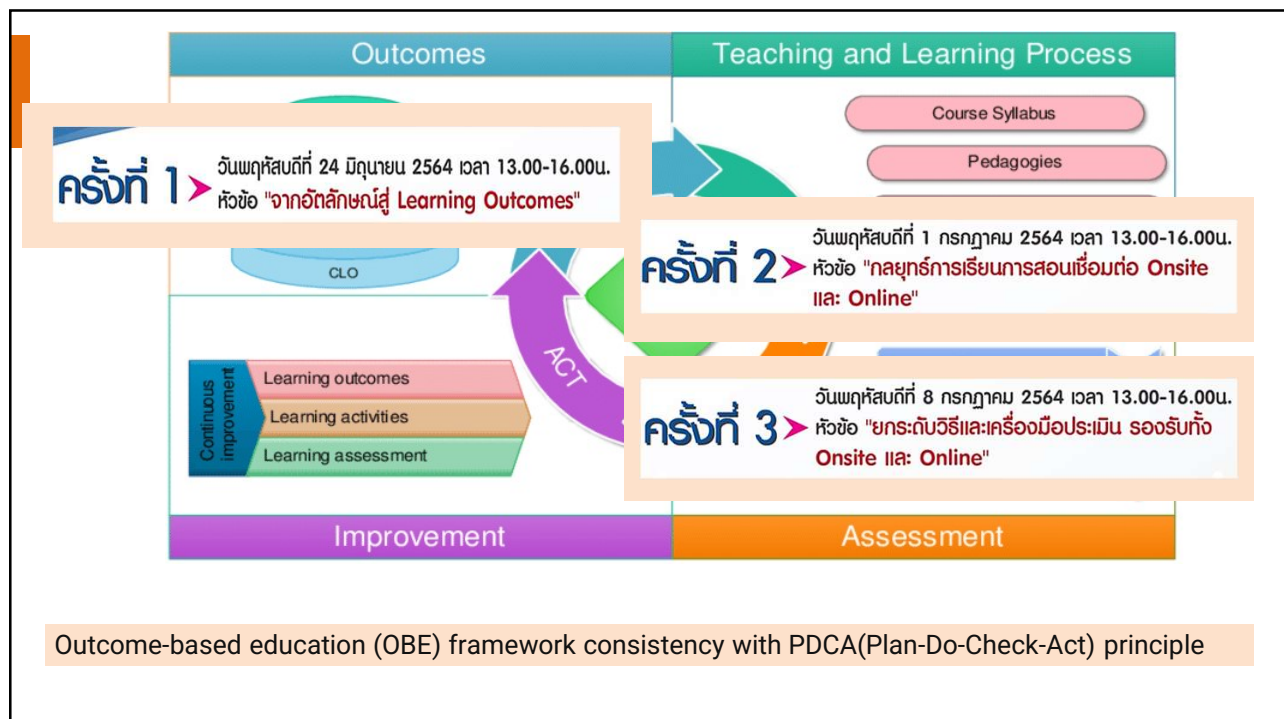 Outcomes
Teaching and Learning Process
Course Syllabus
Pedagogies
ครั้งที่ 1
วันพฤหัสบดีที่ 24 มิถุนายน 2564 เวลา 13.00-16.00น.
หัวข้อ "จากอัตลักษณ์สู่ Learning Outcomes"
CLO
ครั้งที่ 2
วันพฤหัสบดีที่ 1 กรกฎาคม 2564 เวลา 13.00-16.00น.
หัวข้อ "กลยุทธ์การเรียนการสอนเชื่อมต่อ Onsite
และ Online"
ACT
Continuous
improvement
Learning outcomes
Learning activities
Learning assessment
ครั้งที่ 3
วันพฤหัสบดีที่ 8 กรกฎาคม 2564 เวลา 13.00-16.00น.
หัวข้อ "ยกระดับวิธีและเครื่องมือประเมิน รองรับทั้ง
Onsite และ Online"
Improvement
Assessment
Outcome-based education (OBE) framework consistency with PDCA(Plan-Do-Check-Act) principle